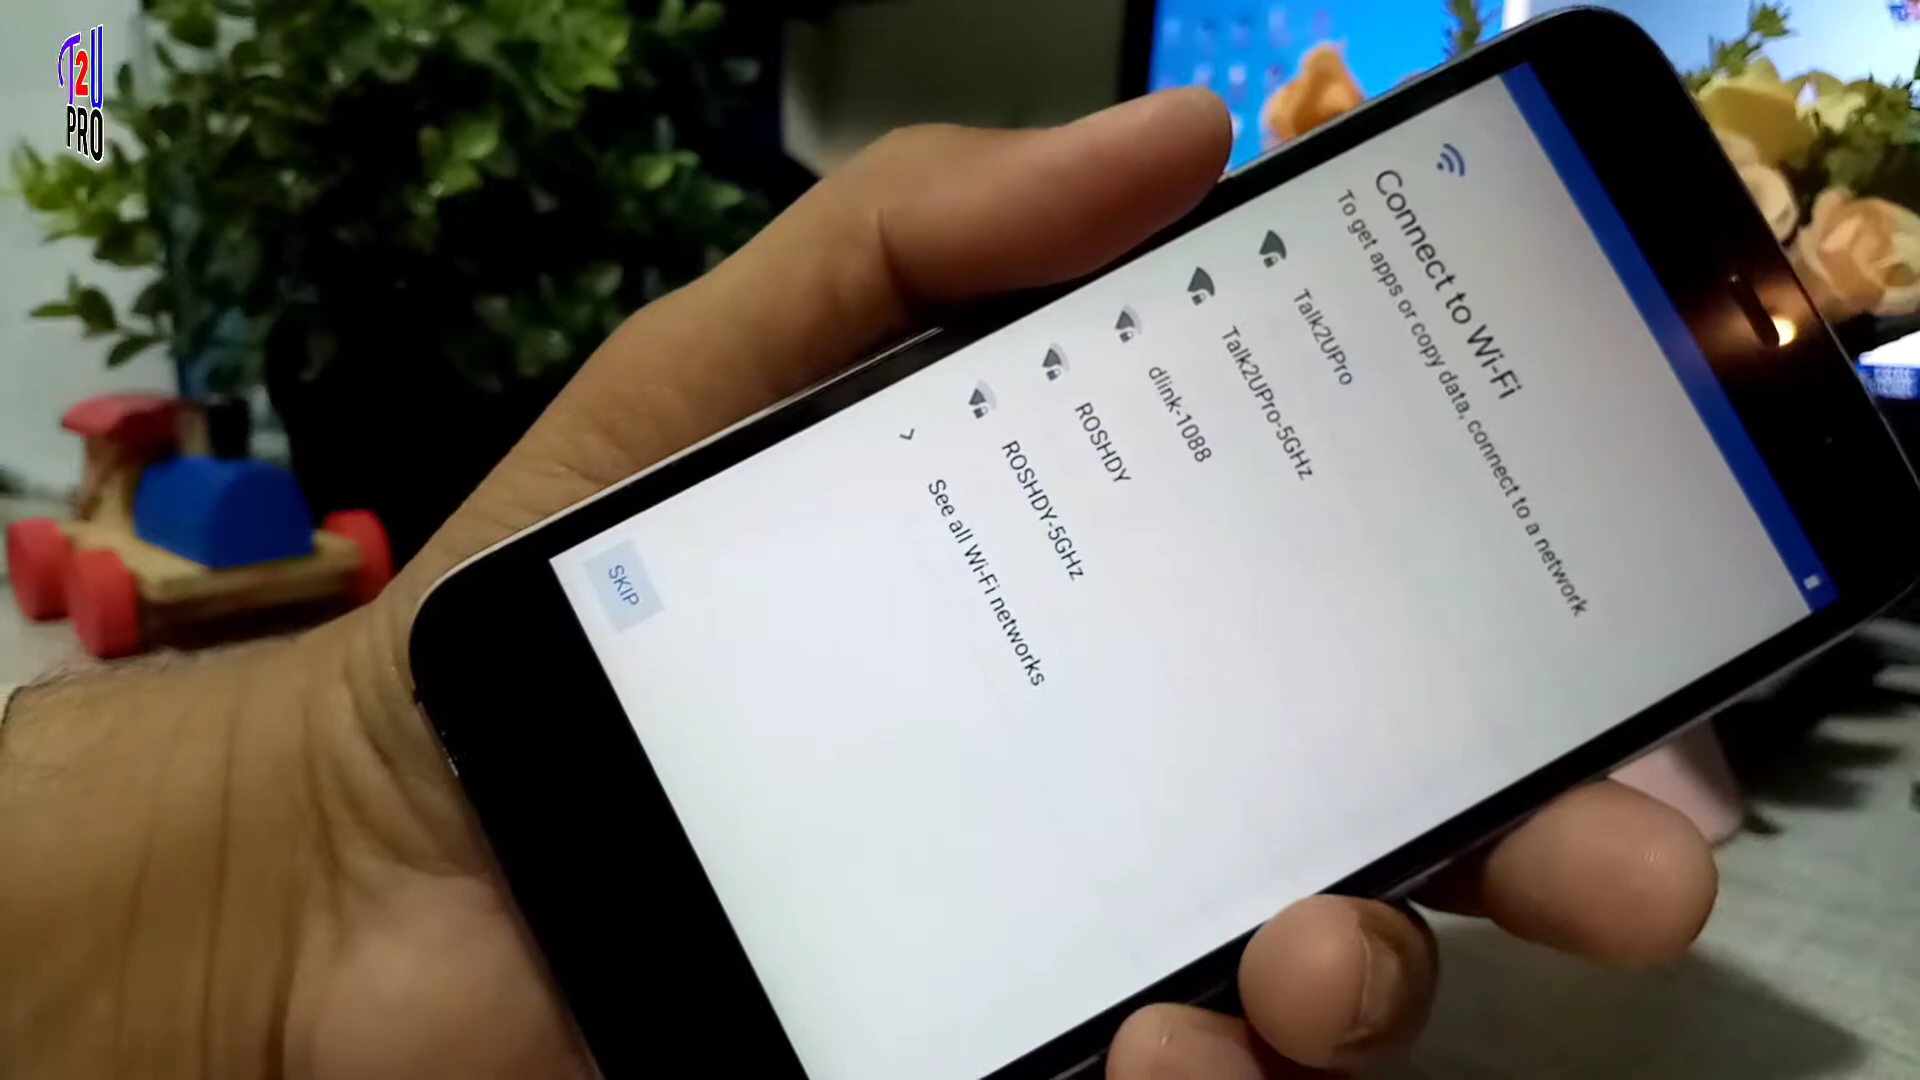 T2U
PRO
Connect to Wi-Fi
To get apps or copy data, connect to a network
Talk2UPro
Talk2UPro-5GHz
dlink-1088
ROSHDY
ROSHDY-5GHz
See all Wi-Fi networks
SKIP